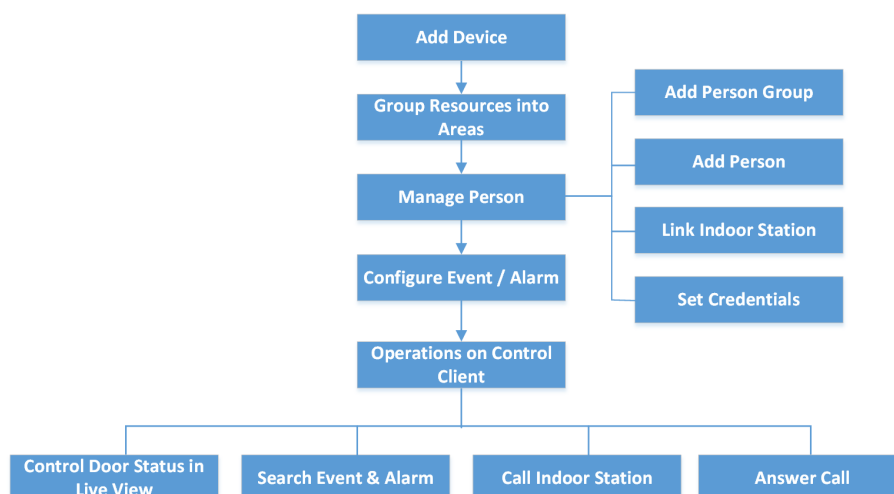 Add Device
Group Resources into
Areas
Add Person Group
Add Person
Manage Person
Link Indoor Station
Configure Event / Alarm
Set Credentials
Operations on Control
Client
Control Door Status in
Live View
Search Event & Alarm
Call Indoor Station
Answer Call